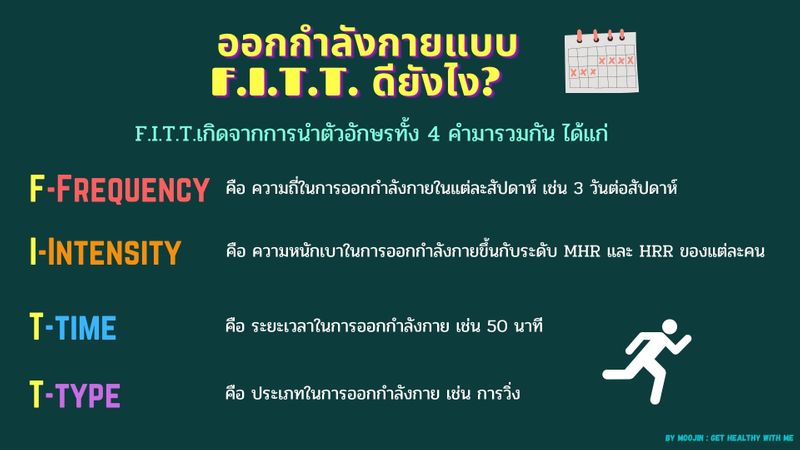 ออกกำลังกายแบบ
F.I.T.T. ดียังไง?
F.I.T.T.เกิดจากการนำตัวอักษรทั้ง 4 คำมารวมกัน ได้แก่
F-FREQUENCY คือ ความถี่ในการออกกำลังกายในแต่ละสัปดาห์ เช่น 3 วันต่อสัปดาห์
I-INTENSITY คือ ความหนักเบาในการออกกำลังกายขึ้นกับระดับ MHR และ HRR ของแต่ละคน
T-TIME คือ ระยะเวลาในการออกกำลังกาย เช่น 50 นาที
T-TYPE คือ ประเภทในการออกกำลังกาย เช่น การวิ่ง
BY MOOJIN : GET HEALTHY WITH ME